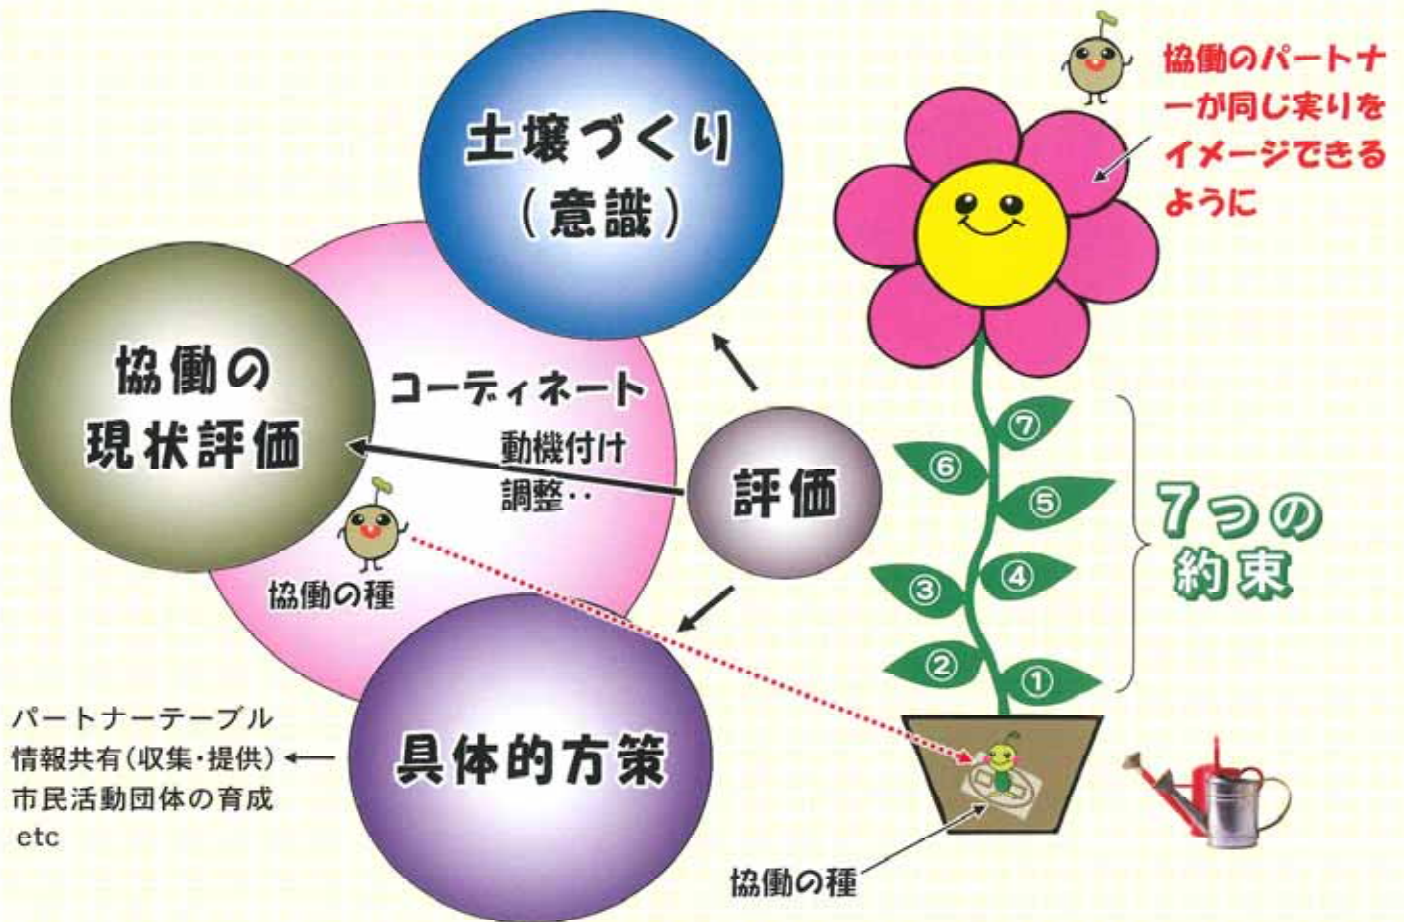 土壌づくり
(意識)
協働のパートナ
ーが同じ実りを
イメージできる
ように
協働の
現状評価
コーディネート
動機付け
調整‥
評価
協働の種
具体的方策
パートナーテーブル
情報共有(収集・提供)
市民活動団体の育成
etc
⑦
⑥
⑤
④
③
②
①
7つの
約束
協働の種